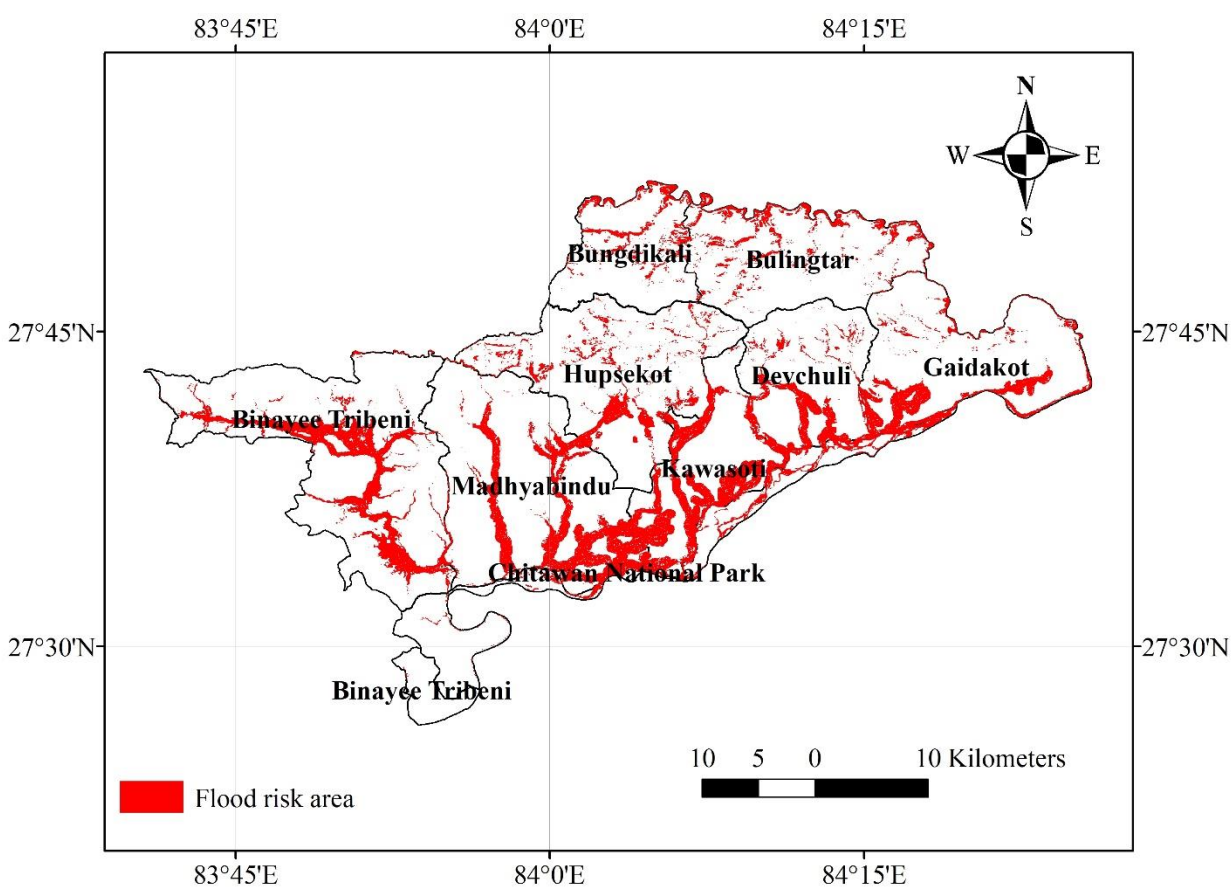 83°45'E 84°0'E 84°15'E
N
W E
S
Bungdikali
Bulingtar
27°45'N 27°45'N
Gaidakot
Hupsekot Devchuli
Binayee Tribeni
Kawasoti
Madhyabindu
Chitawan National Park
27°30'N 27°30'N
Binayee Tribeni
10 5 0 10 Kilometers
Flood risk area
83°45'E 84°0'E 84°15'E